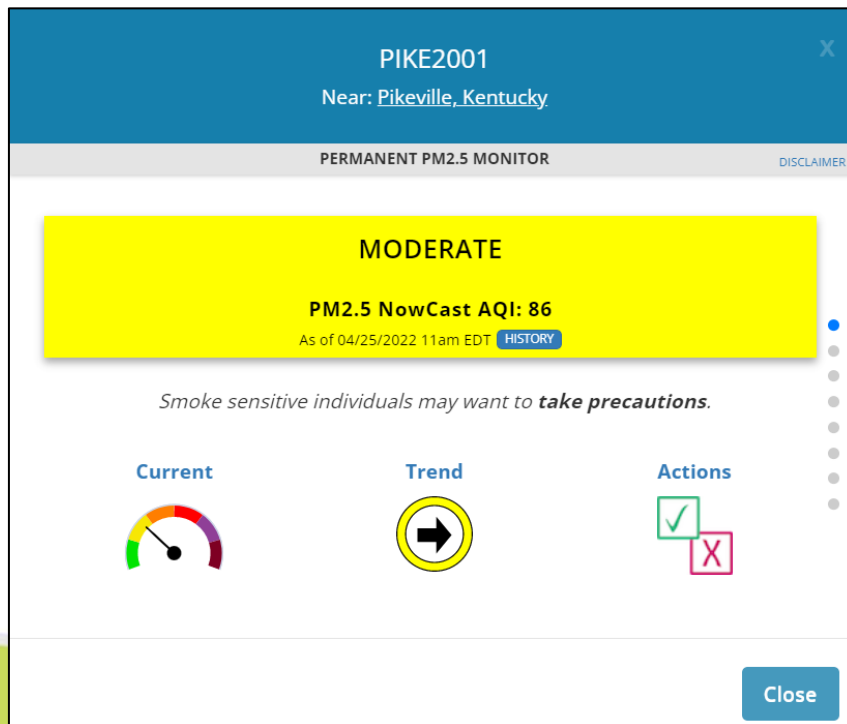 PIKE2001
X
Near: Pikeville, Kentucky
PERMANENT PM2.5 MONITOR
DISCLAIMER
MODERATE
PM2.5 NowCast AQI: 86
As of 04/25/2022 11am EDT HISTORY
Smoke sensitive individuals may want to take precautions.
Current Trend Actions
X
Close